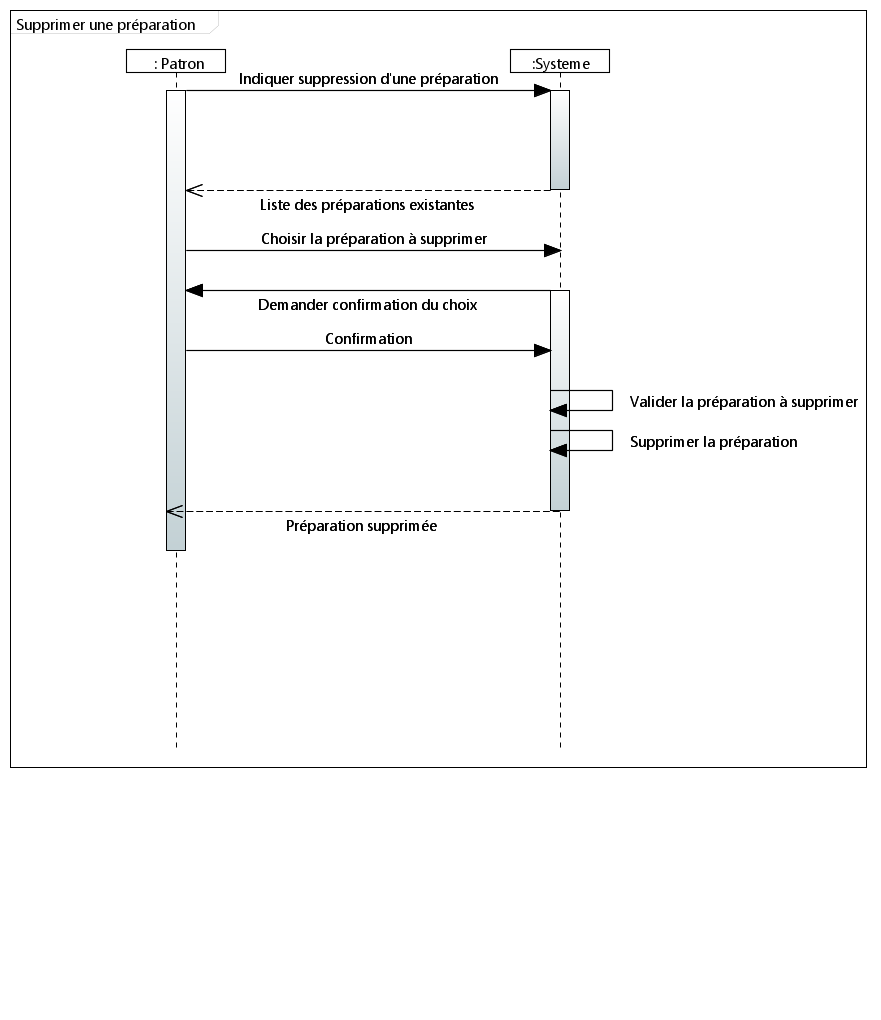 Supprimer une préparation
: Patron
:Systeme
Indiquer suppression d'une préparation
Liste des préparations existantes
Choisir la préparation à supprimer
Demander confirmation du choix
Confirmation
Valider la préparation à supprimer
Supprimer la préparation
Préparation supprimée